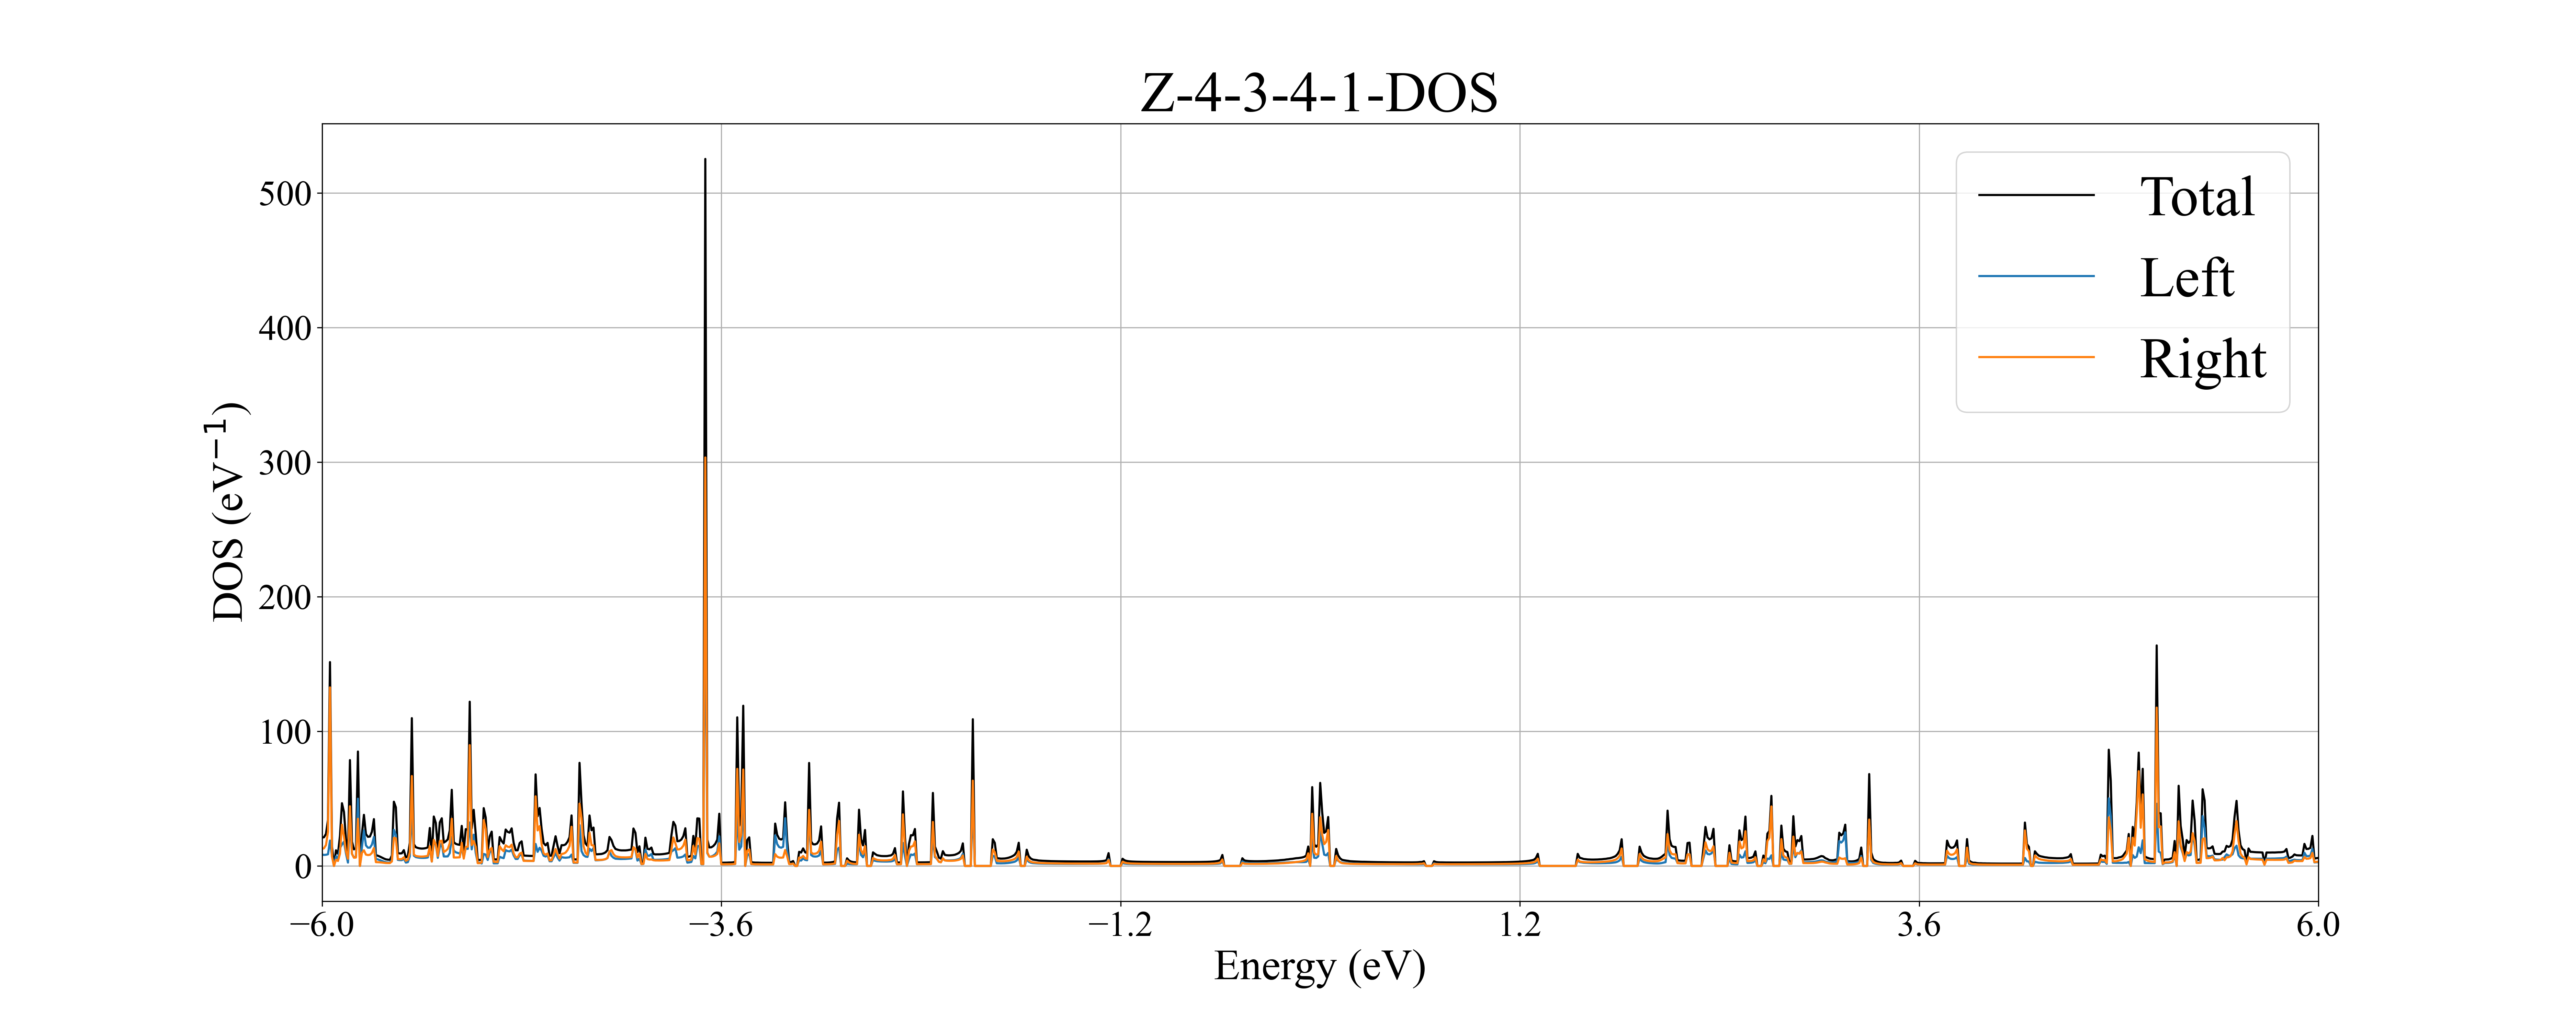 Z-4-3-4-1-DOS
Total
Left
Right
DOS (eV⁻¹)
500
400
300
200
100
0
−6.0
−3.6
−1.2
1.2
3.6
6.0
Energy (eV)